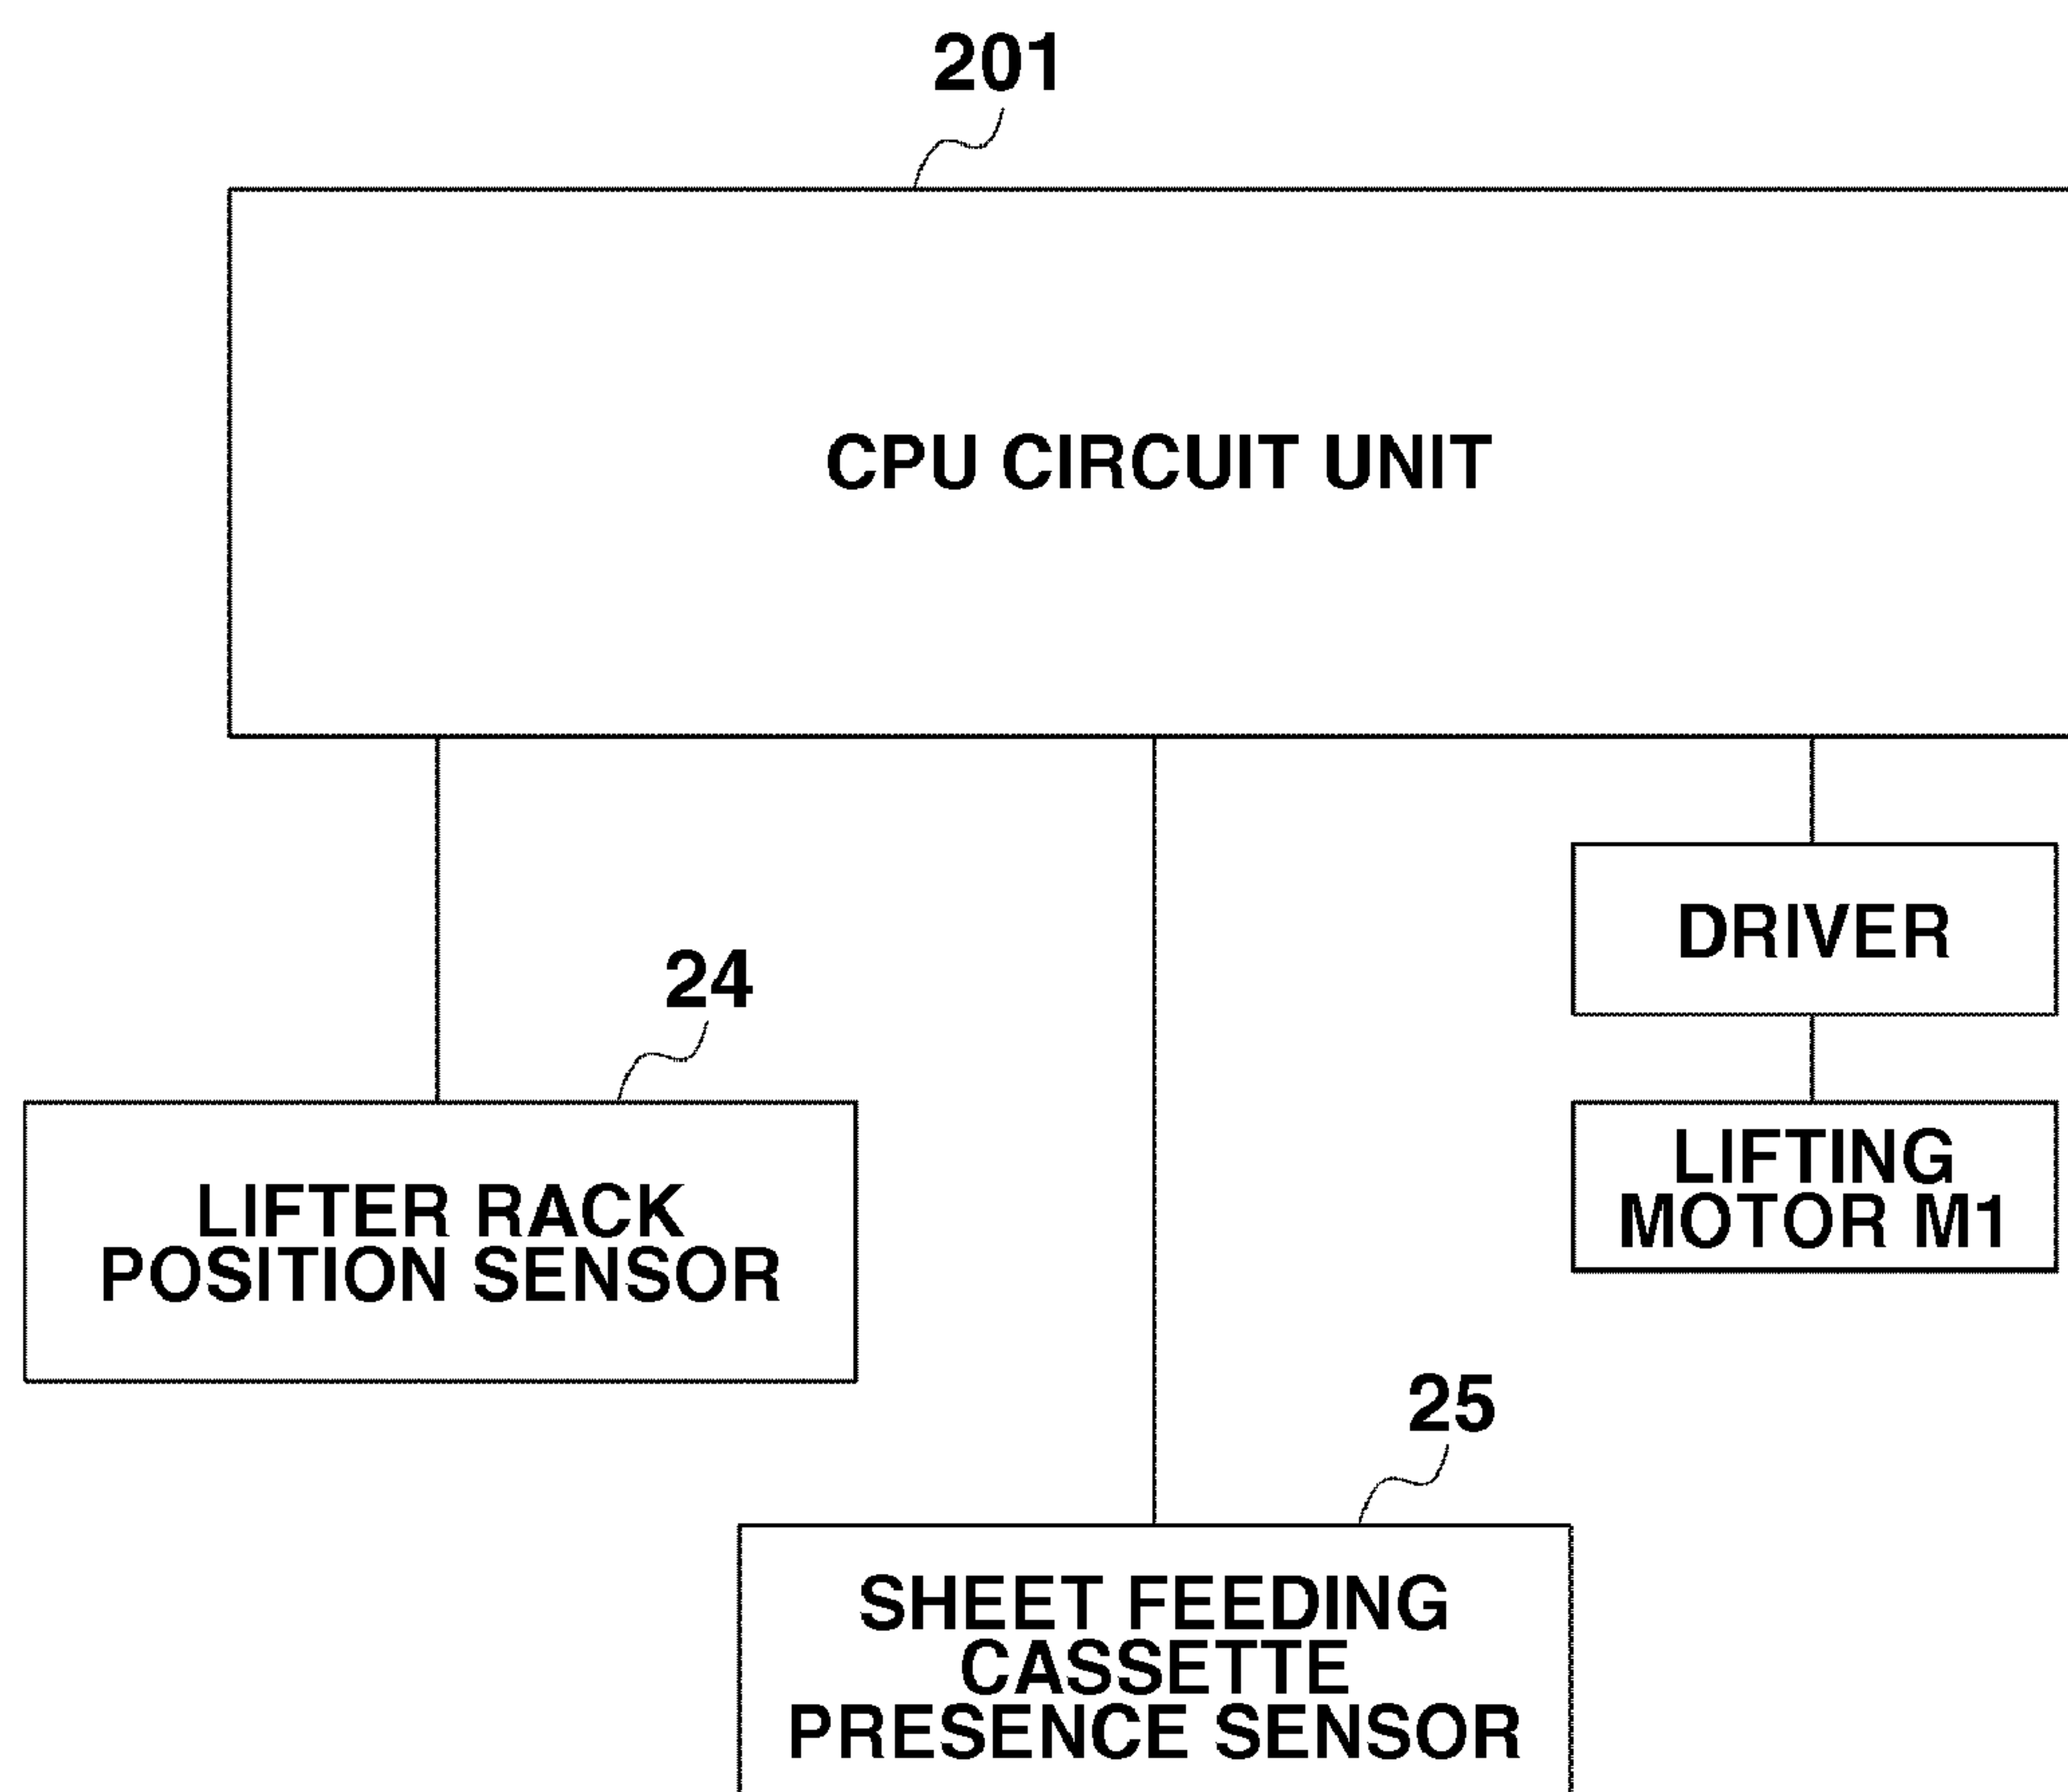 201
CPU CIRCUIT UNIT
DRIVER
24
LIFTING
MOTOR M1
LIFTER RACK
POSITION SENSOR
25
SHEET FEEDING
CASSETTE
PRESENCE SENSOR